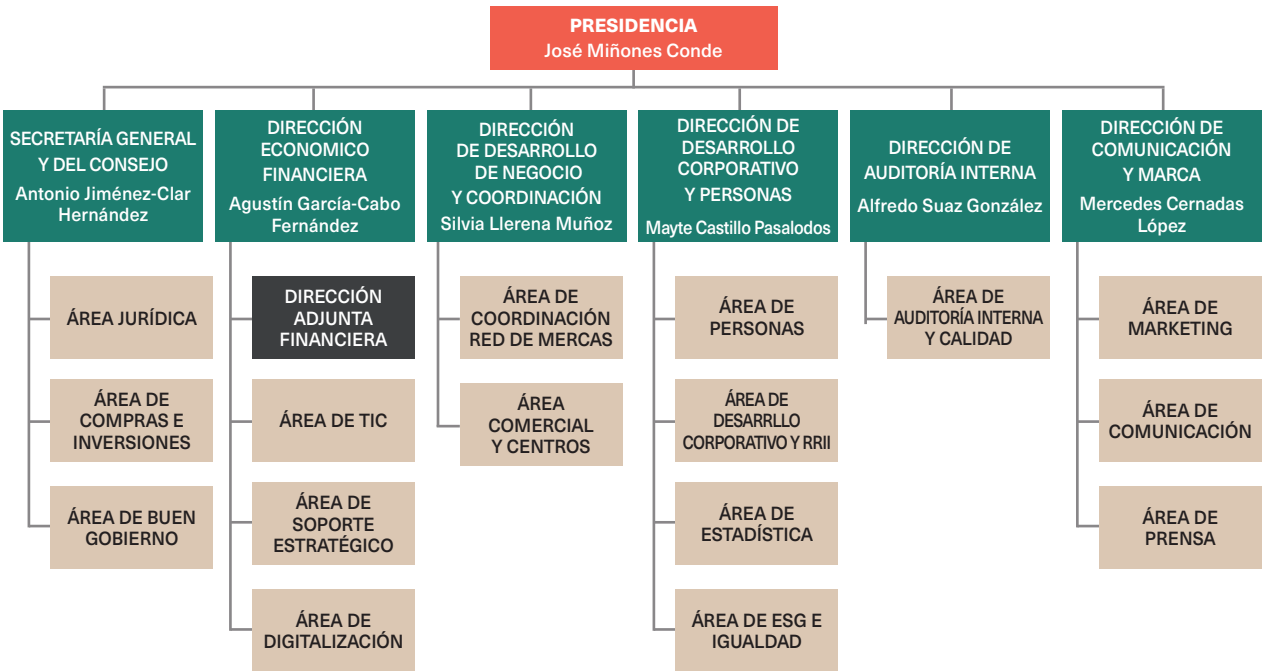 PRESIDENCIA
José Miñones Conde
SECRETARÍA GENERAL
Y DEL CONSEJO
Antonio Jiménez-Clar
Hernández
DIRECCIÓN
ECONOMICO
FINANCIERA
Agustín García-Cabo
Fernández
DIRECCIÓN
DE DESARROLLO
DE NEGOCIO
Y COORDINACIÓN
Silvia Llerena Muñoz
DIRECCIÓN DE
DESARROLLO
CORPORATIVO
Y PERSONAS
Mayte Castillo Pasalodos
DIRECCIÓN DE
AUDITORÍA INTERNA
Alfredo Suaz González
DIRECCIÓN DE
COMUNICACIÓN
Y MARCA
Mercedes Cernadas
López
ÁREA JURÍDICA
ÁREA DE
COMPRAS E
INVERSIONES
ÁREA DE BUEN
GOBIERNO
DIRECCIÓN
ADJUNTA
FINANCIERA
ÁREA DE TIC
ÁREA DE
SOPORTE
ESTRATÉGICO
ÁREA DE
DIGITALIZACIÓN
ÁREA DE
COORDINACIÓN
RED DE MERCAS
ÁREA
COMERCIAL
Y CENTROS
ÁREA DE
PERSONAS
ÁREA DE
DESARRLLO
CORPORATIVO Y RRII
ÁREA DE
ESTADÍSTICA
ÁREA DE ESG E
IGUALDAD
ÁREA DE
AUDITORÍA INTERNA
Y CALIDAD
ÁREA DE
MARKETING
ÁREA DE
COMUNICACIÓN
ÁREA DE
PRENSA